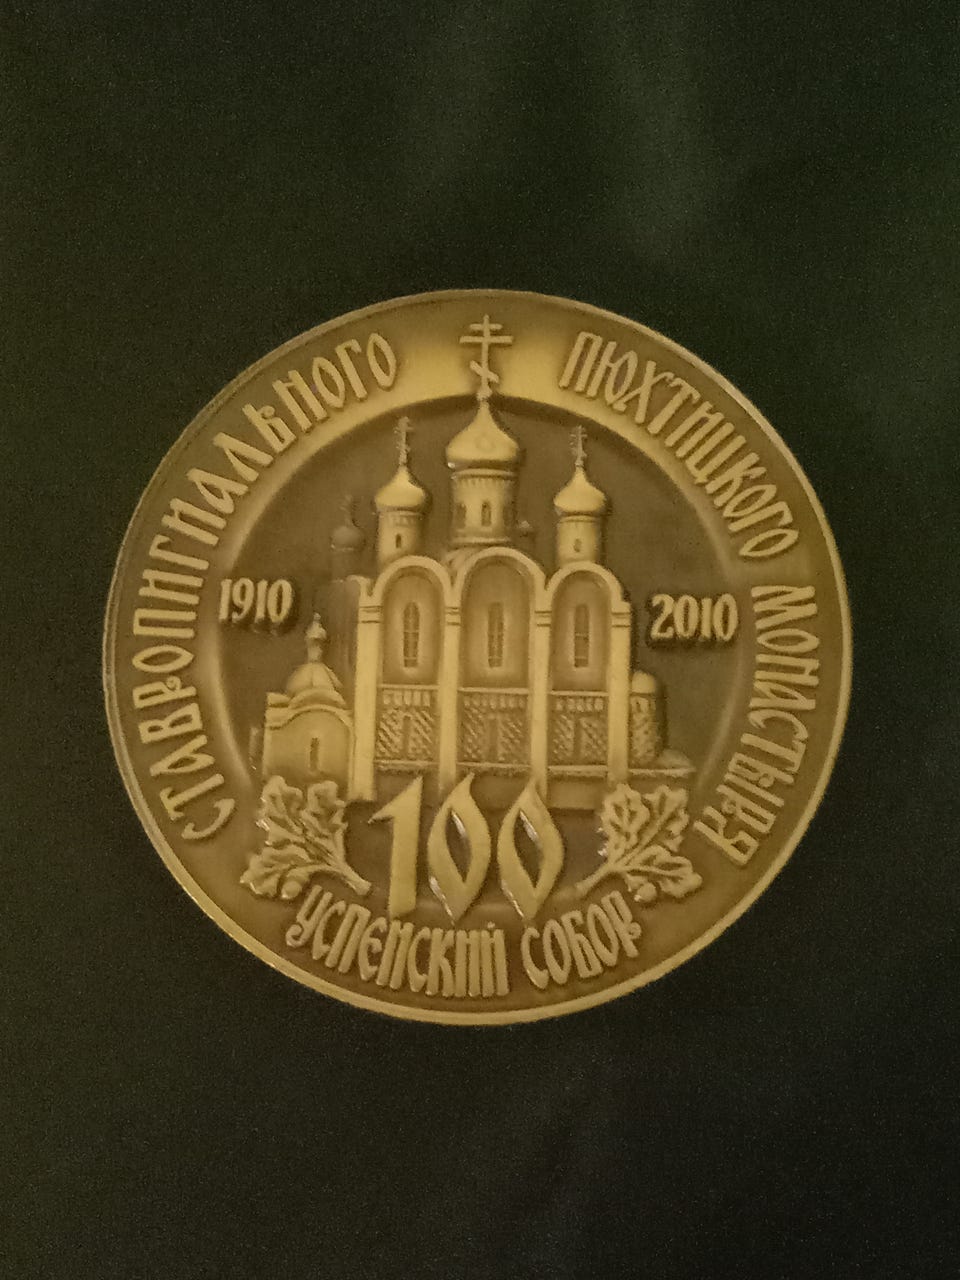 УСПЕНСКИЙ СОБОР
СТАВРОПИГИАЛЬНОГО ПЮХТИЦКОГО МОНАСТЫРЯ
1910
2010
100